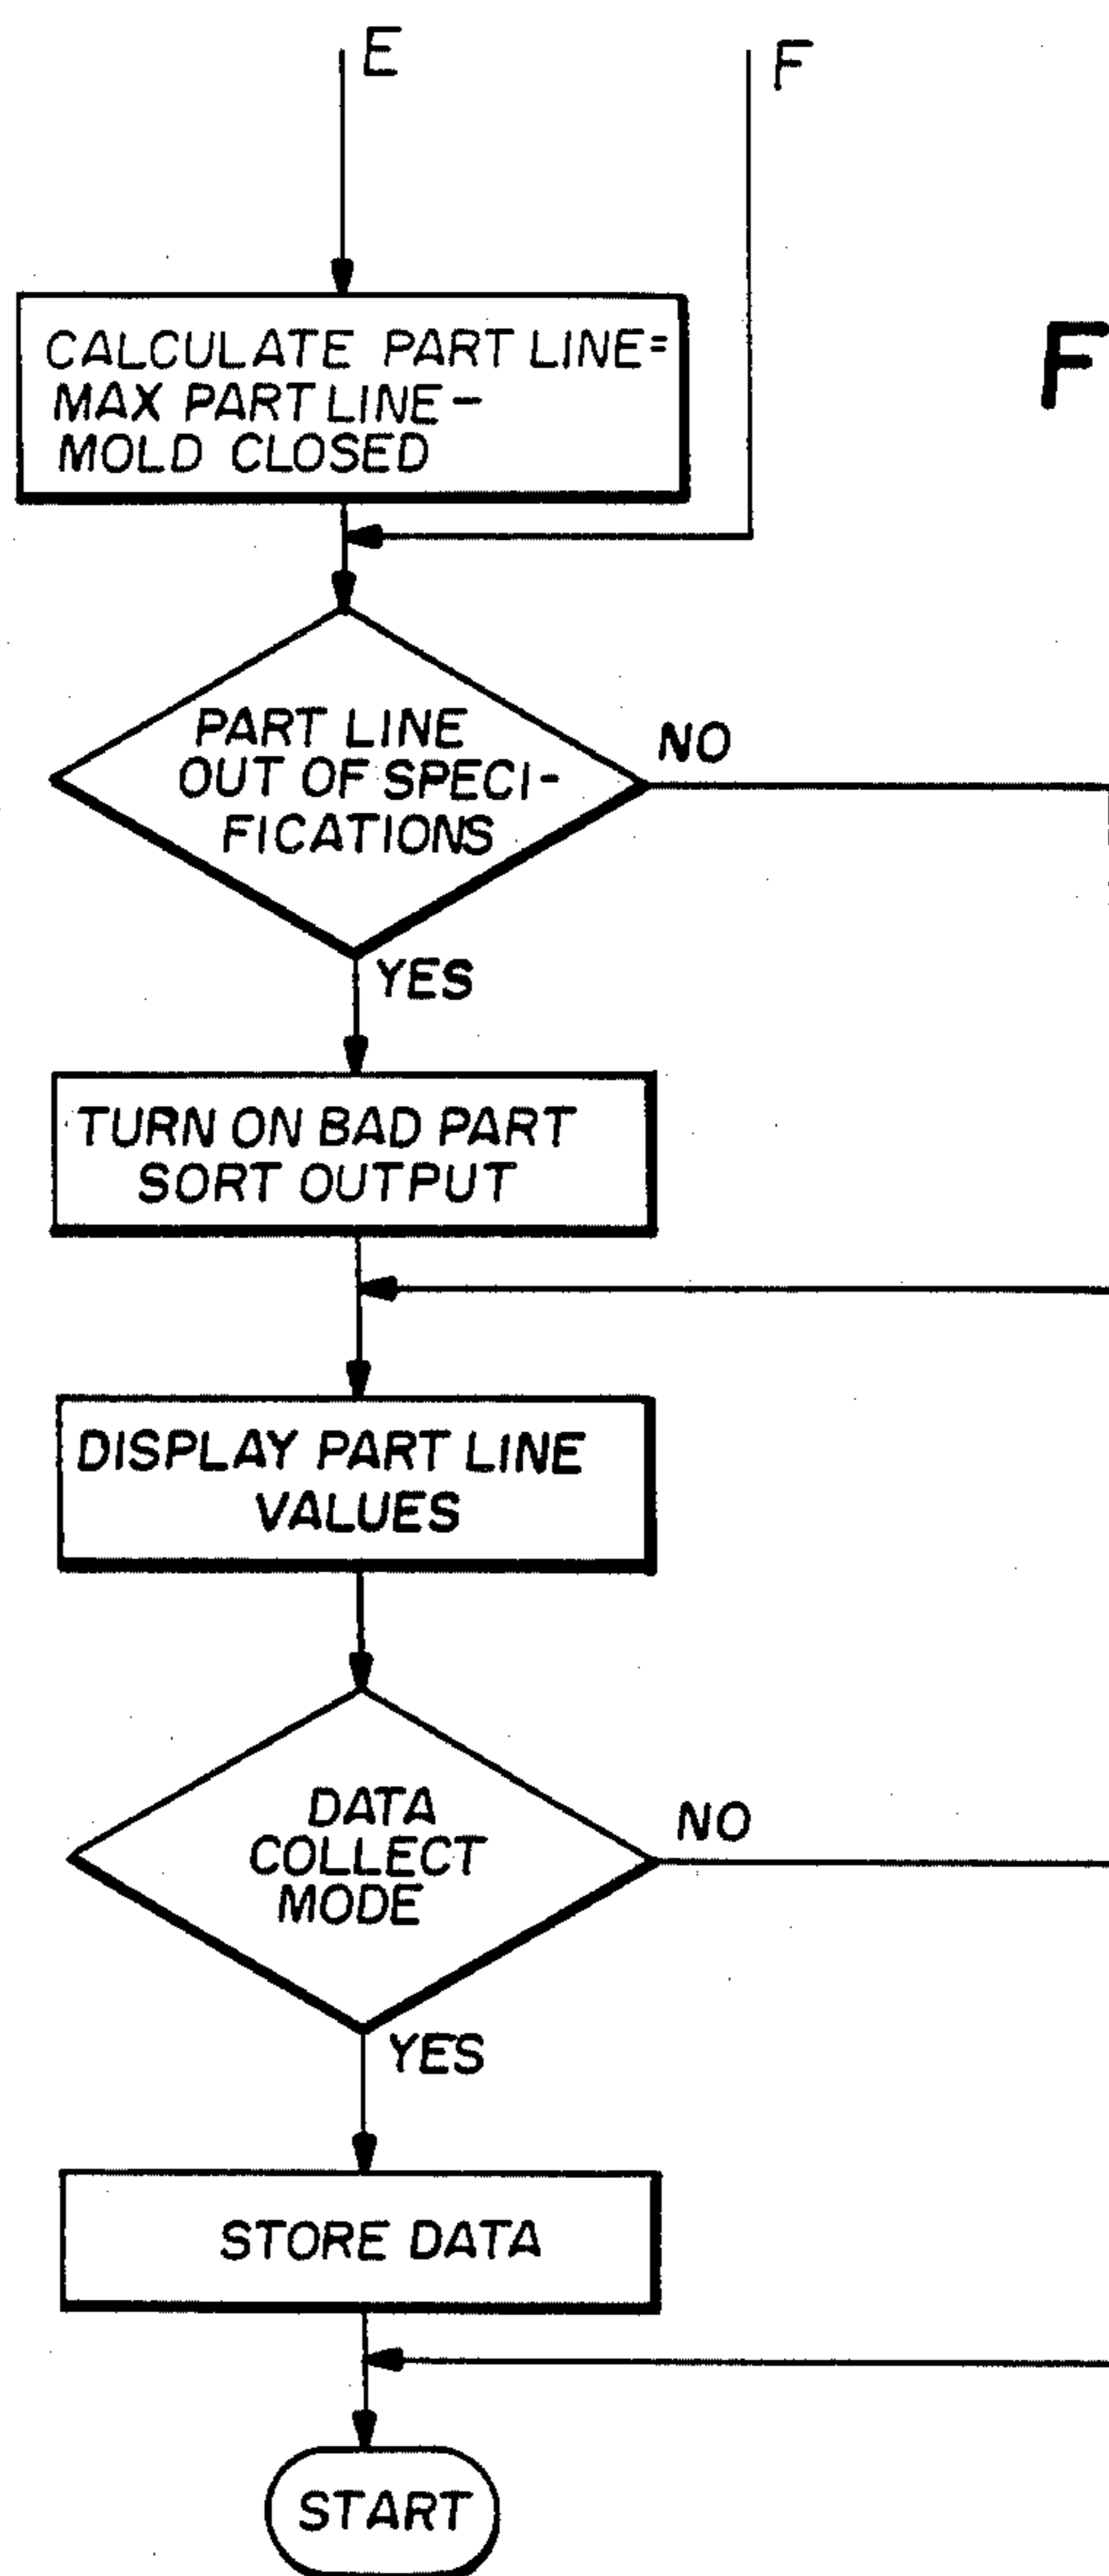 E
F
F
CALCULATE PART LINE=
MAX PART LINE-
MOLD CLOSED
PART LINE
OUT OF SPECI-
FICATIONS
NO
YES
TURN ON BAD PART
SORT OUTPUT
DISPLAY PART LINE
VALUES
DATA
COLLECT
MODE
NO
YES
STORE DATA
START